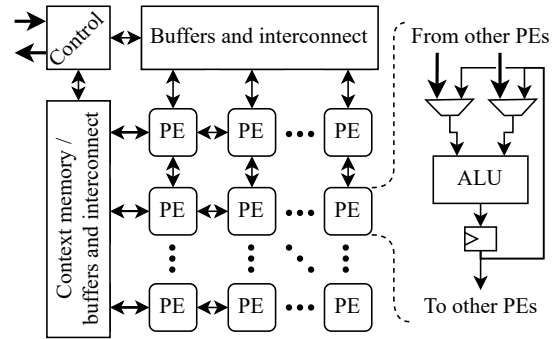 Control
Buffers and interconnect
From other PEs
Context memory /
buffers and interconnect
PE PE PE
PE PE PE
PE PE PE
ALU
To other PEs